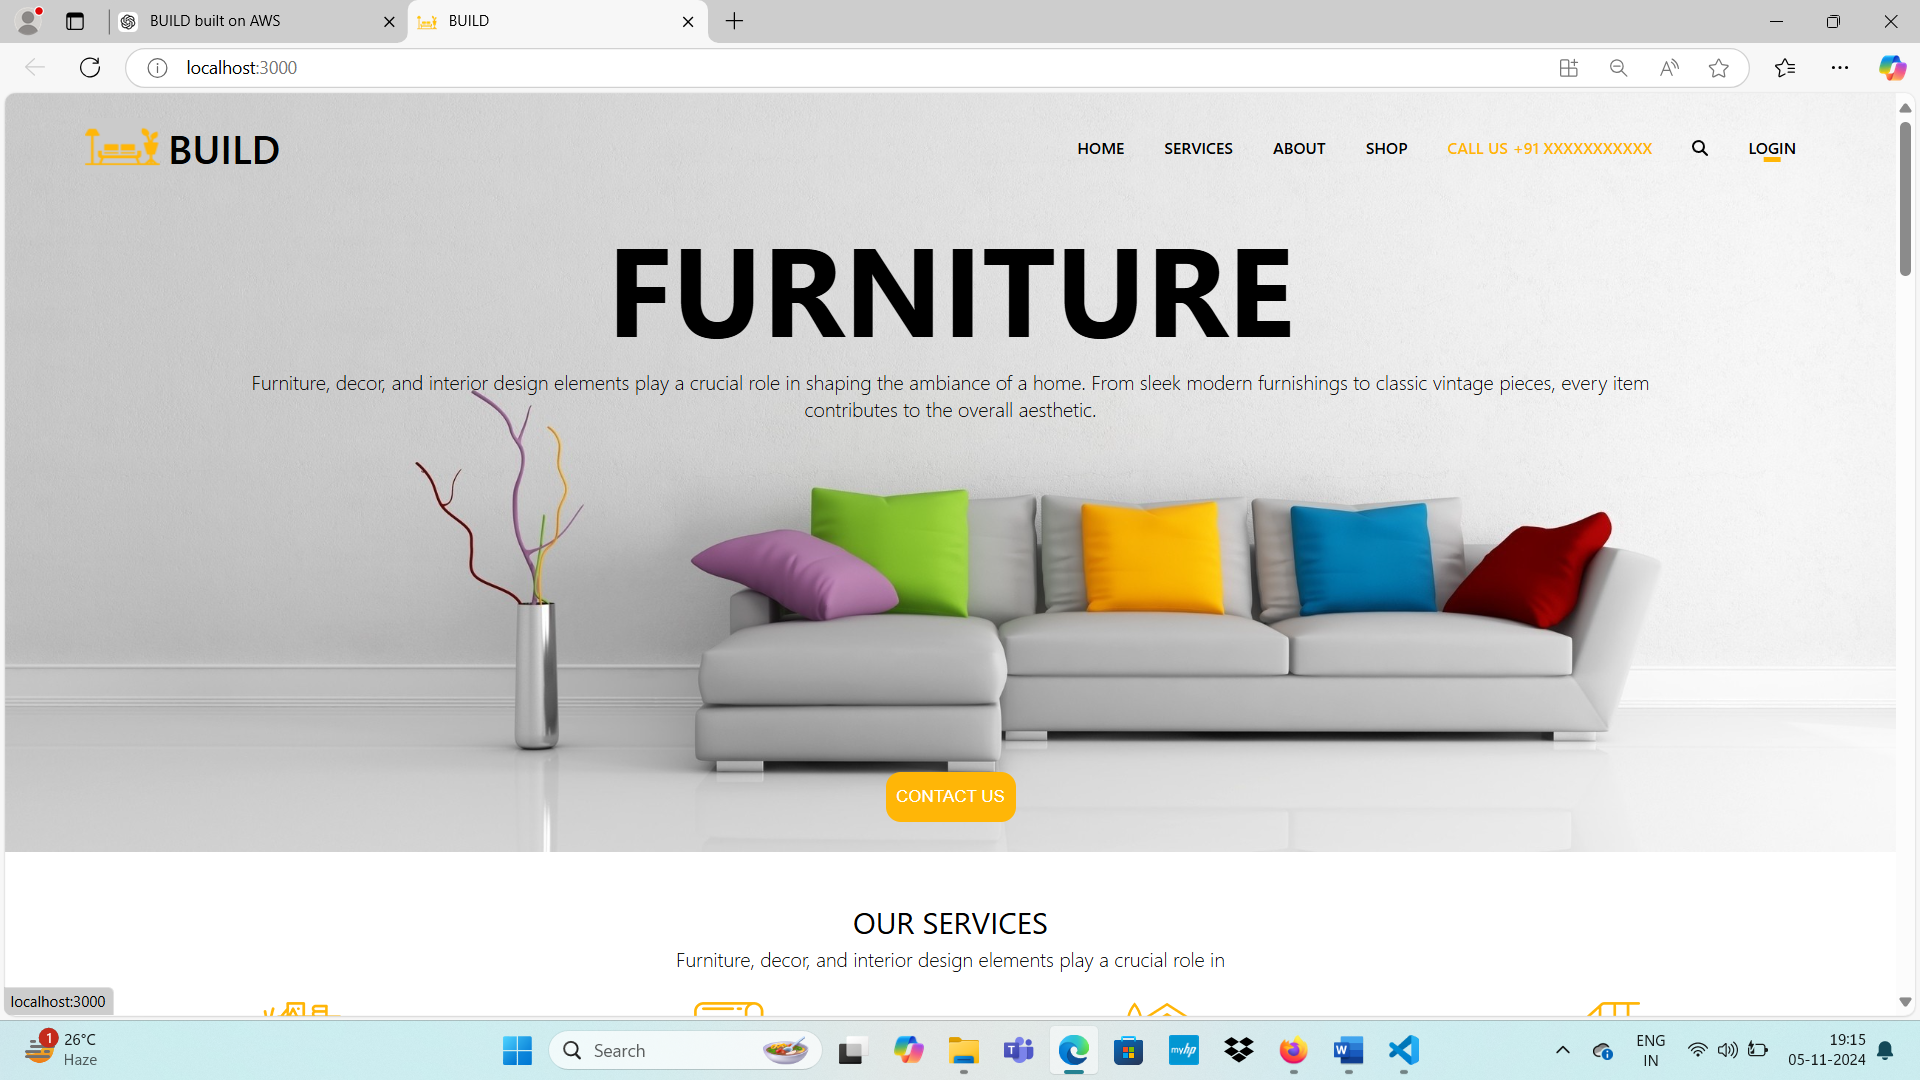 BUILD built on AWS
BUILD
localhost:3000
BUILD
HOME SERVICES ABOUT SHOP CALL US +91 XXXXXXXXXXX LOGIN
FURNITURE
Furniture, decor, and interior design elements play a crucial role in shaping the ambiance of a home. From sleek modern furnishings to classic vintage pieces, every item
contributes to the overall aesthetic.
CONTACT US
OUR SERVICES
Furniture, decor, and interior design elements play a crucial role in
localhost:3000
1
26°C
Haze
Search
myhp
ENG
IN
19:15
05-11-2024